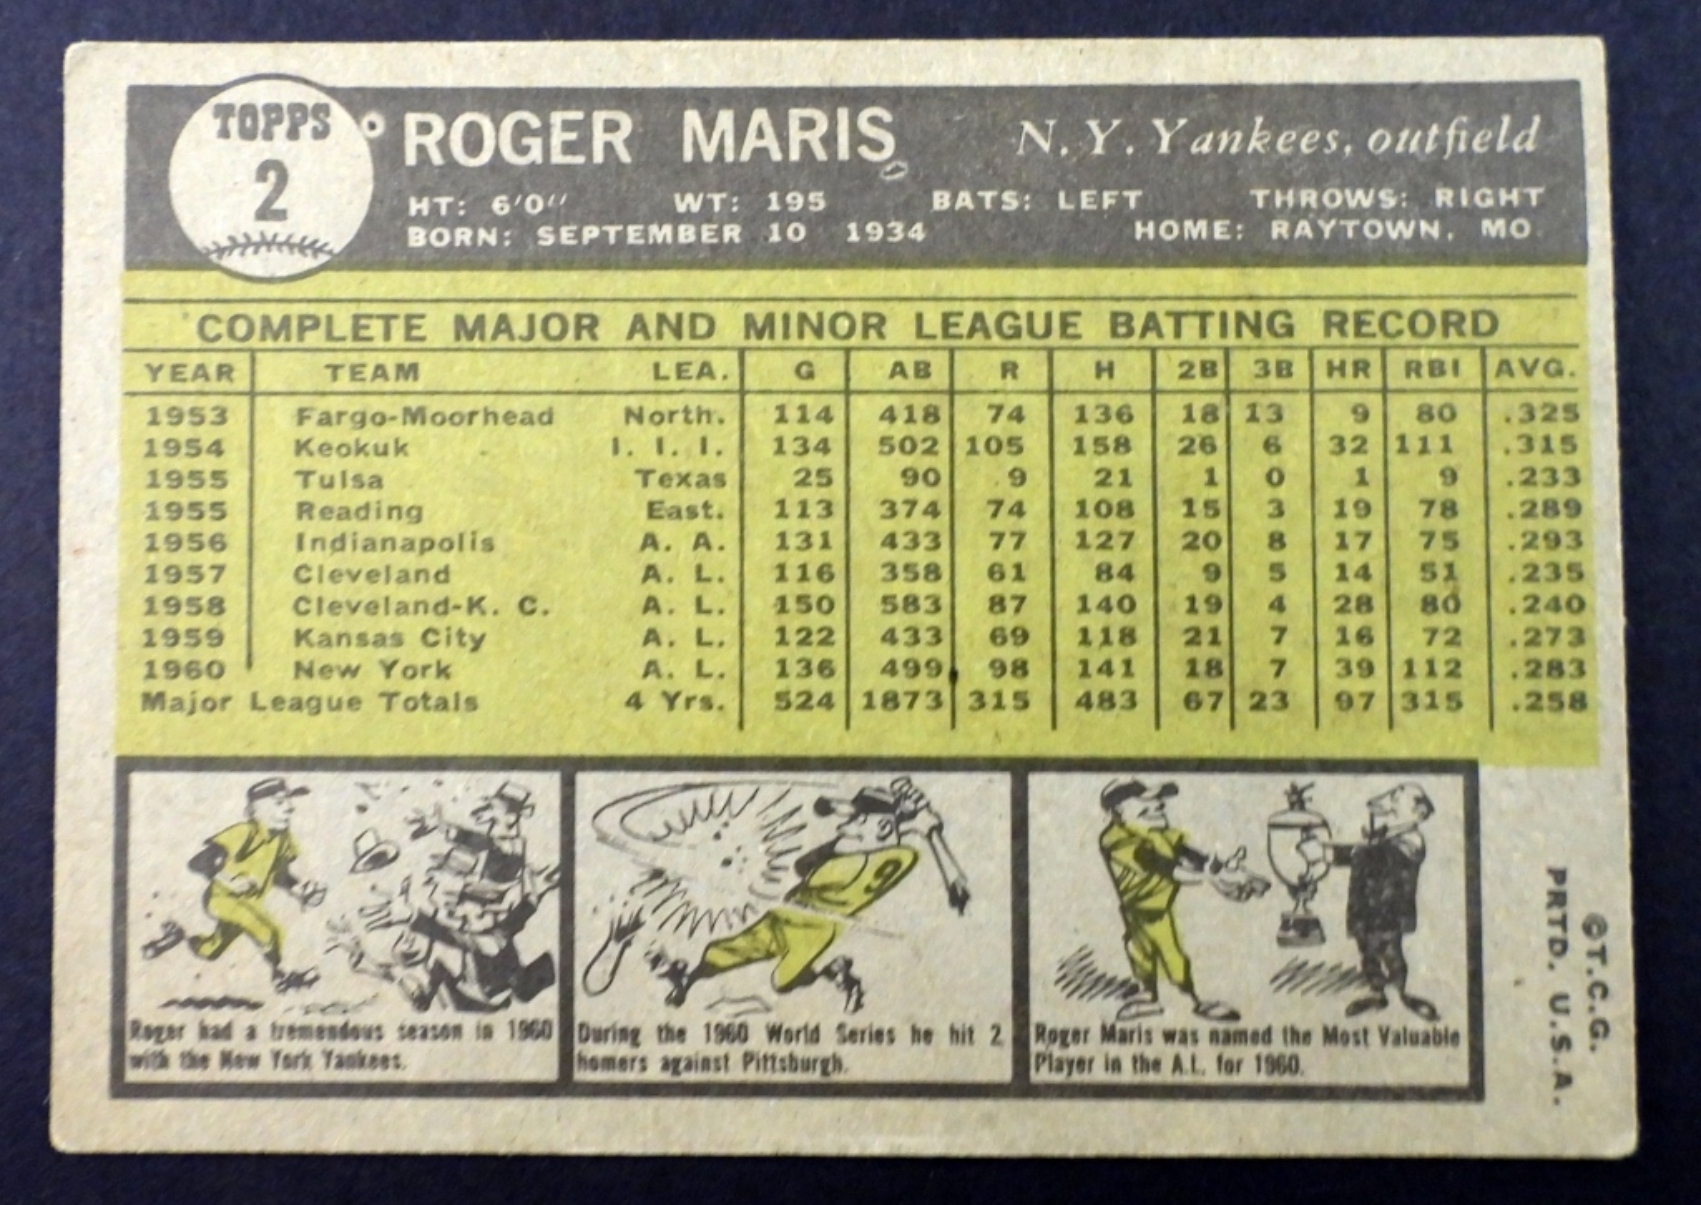 TOPPS
2
ROGER MARIS N. Y. Yankees, outfield
HT: 6'0" WT: 195 BATS: LEFT THROWS: RIGHT
BORN: SEPTEMBER 10 1934 HOME: RAYTOWN, MO.
COMPLETE MAJOR AND MINOR LEAGUE BATTING RECORD
YEAR TEAM LEA. G AB R H 2B 3B HR RBI AVG.
1953 Fargo-Moorhead North. 114 418 74 136 18 13 9 80 .325
1954 Keokuk I. I. I. 134 502 105 158 26 6 32 111 .315
1955 Tulsa Texas 25 90 9 21 1 0 1 9 .233
1955 Reading East. 113 374 74 108 15 3 19 78 .289
1956 Indianapolis A. A. 131 433 77 127 20 8 17 75 .293
1957 Cleveland A. L. 116 358 61 84 9 5 14 51 .235
1958 Cleveland-K. C. A. L. 150 583 87 140 19 4 28 80 .240
1959 Kansas City A. L. 122 433 69 118 21 7 16 72 .273
1960 New York A. L. 136 499 98 141 18 7 39 112 .283
Major League Totals 4 Yrs. 524 1873 315 483 67 23 97 315 .258
9
Roger had a tremendous season in 1960
with the New York Yankees.
During the 1960 World Series he hit 2
homers against Pittsburgh.
Roger Maris was named the Most Valuable
Player in the A.L. for 1960.
©T.C.G.
PRTD. U.S.A.